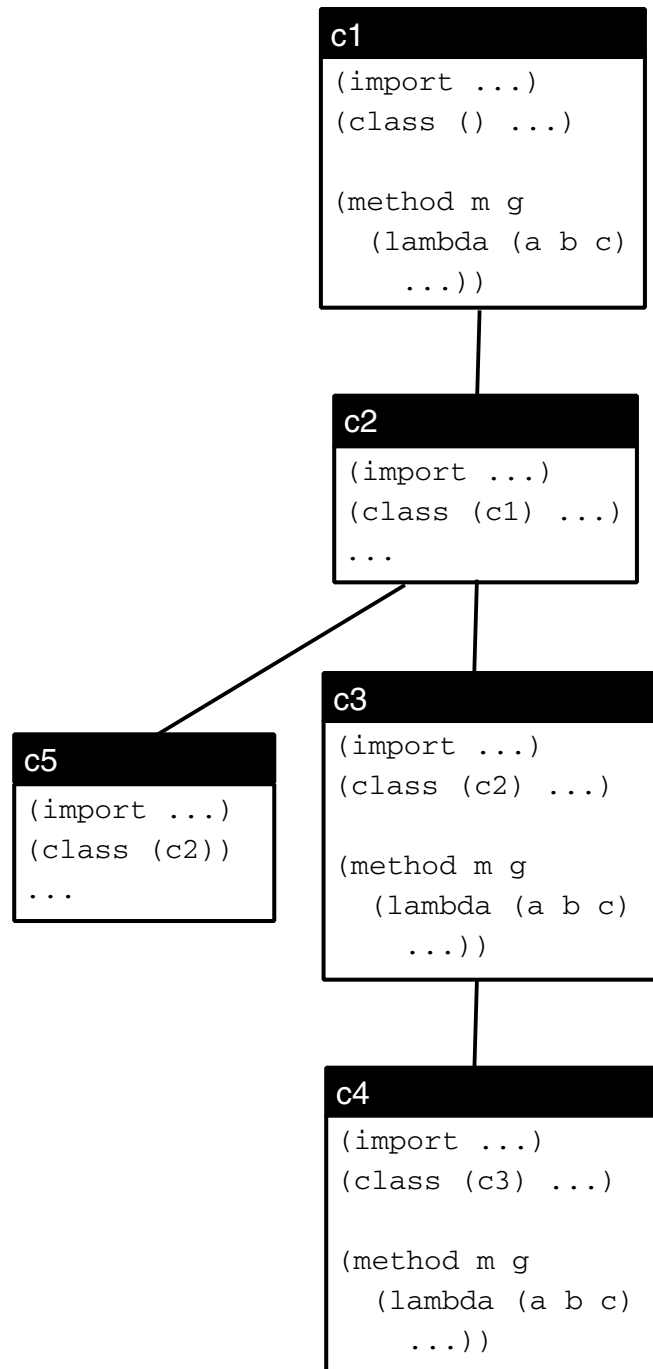 c1
(import ...)
(class () ...)
(method m g
(lambda (a b c)
...))
c2
(import ...)
(class (c1) ...)
...
c5
(import ...)
(class (c2))
...
c3
(import ...)
(class (c2) ...)
(method m g
(lambda (a b c)
...))
c4
(import ...)
(class (c3) ...)
(method m g
(lambda (a b c)
...))